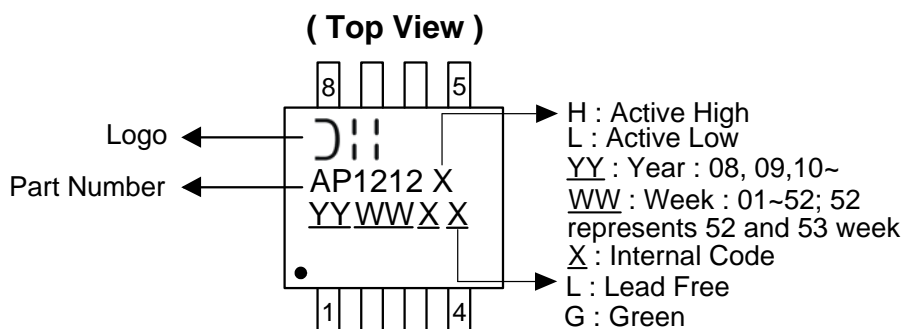 ( Top View )
8 5
Logo
AP1212 X
Part Number
YY WW X X
1 4
H : Active High
L : Active Low
YY : Year : 08, 09,10~
WW : Week : 01~52; 52
represents 52 and 53 week
X : Internal Code
L : Lead Free
G : Green